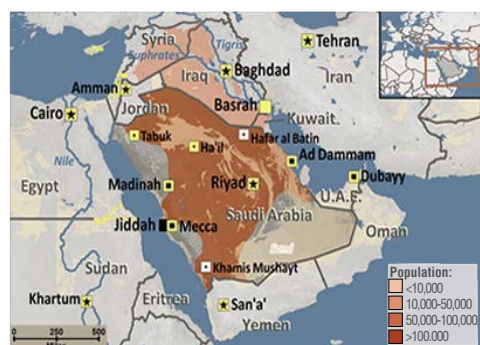 Syria
Tigris
Tehran
Euphrates
Iraq
Baghdad
Iran
Amman
Jordan
Basrah
Cairo
Kuwait
Tabuk
Hafar al Batin
Ha'il
Ad Dammam
Nile
Dubayy
Madinah
Riyad
Egypt
U.A.E.
Saudi Arabia
Jiddah
Mecca
Oman
Sand
Sudan
Khamis Mushayt
Khartum
Eritrea
San'a'
Yemen
Population:
<10,000
10,000-50,000
50,000-100,000
>100.000
0
500